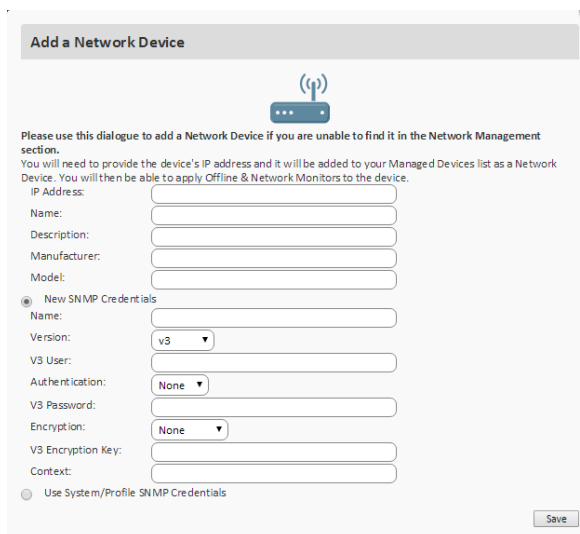 Add a Network Device
Please use this dialogue to add a Network Device if you are unable to find it in the Network Management
section.
You will need to provide the device's IP address and it will be added to your Managed Devices list as a Network
Device. You will then be able to apply Offline & Network Monitors to the device.
IP Address:
Name:
Description:
Manufacturer:
Model:
New SNMP Credentials
Name:
Version: v3
V3 User:
Authentication: None
V3 Password:
Encryption: None
V3 Encryption Key:
Context:
Use System/Profile SNMP Credentials
Save